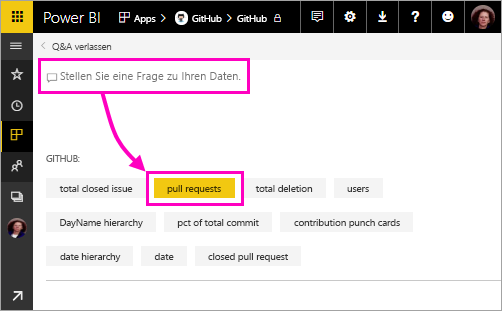 Power BI Apps > GitHub > GitHub
Q&A verlassen
Stellen Sie eine Frage zu Ihren Daten.
GITHUB:
total closed issue pull requests total deletion users
DayName hierarchy pct of total commit contribution punch cards
date hierarchy date closed pull request